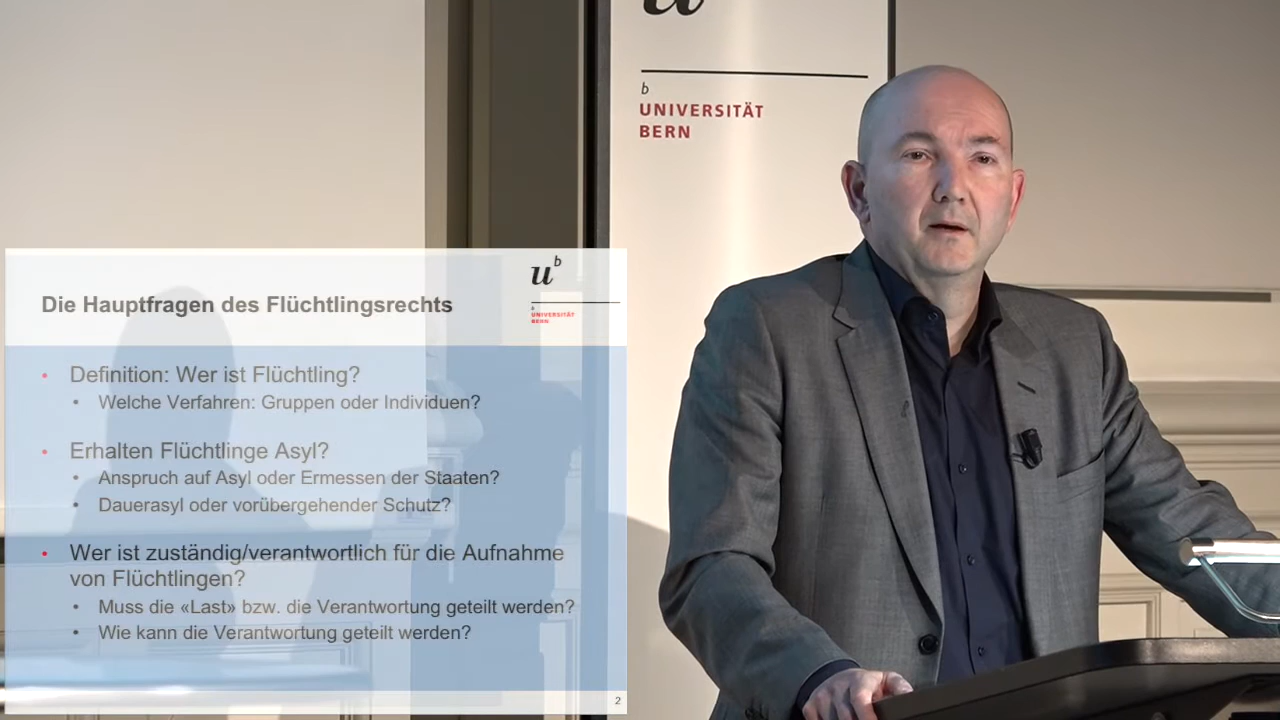 u
b
UNIVERSITÄT
BERN
Die Hauptfragen des Flüchtlingsrechts
u
b
b
UNIVERSITÄT
BERN
• Definition: Wer ist Flüchtling?
• Welche Verfahren: Gruppen oder Individuen?
• Erhalten Flüchtlinge Asyl?
• Anspruch auf Asyl oder Ermessen der Staaten?
• Dauerasyl oder vorübergehender Schutz?
• Wer ist zuständig/verantwortlich für die Aufnahme
von Flüchtlingen?
• Muss die «Last» bzw. die Verantwortung geteilt werden?
• Wie kann die Verantwortung geteilt werden?
2